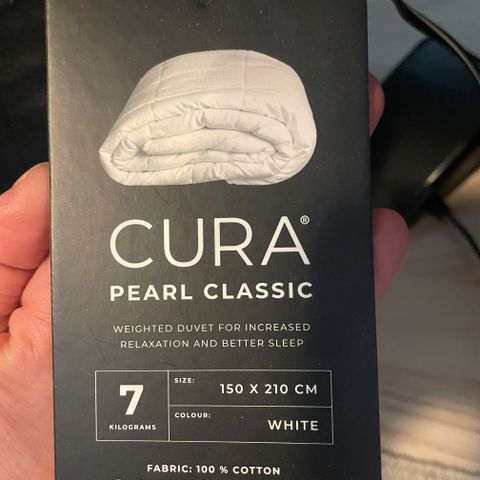 CURA®
PEARL CLASSIC
WEIGHTED DUVET FOR INCREASED
RELAXATION AND BETTER SLEEP
7
KILOGRAMS
SIZE:
150 X 210 CM
COLOUR:
WHITE
FABRIC: 100 % COTTON